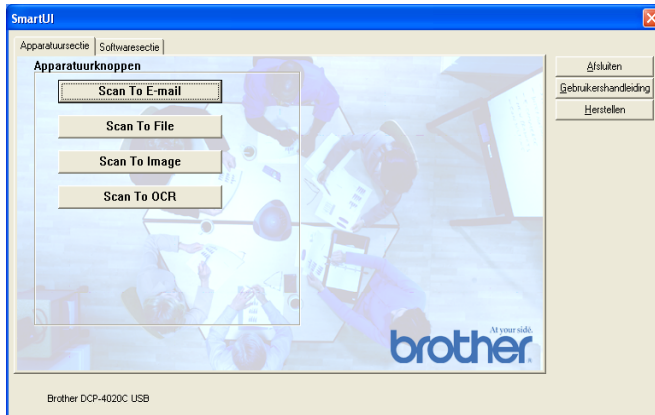 SmartUI
Apparatuursectie
Softwaresectie
Apparatuurknoppen
Scan To E-mail
Scan To File
Scan To Image
Scan To OCR
Afsluiten
Gebruikershandleiding
Herstellen
At your side.
brother
Brother DCP-4020C USB